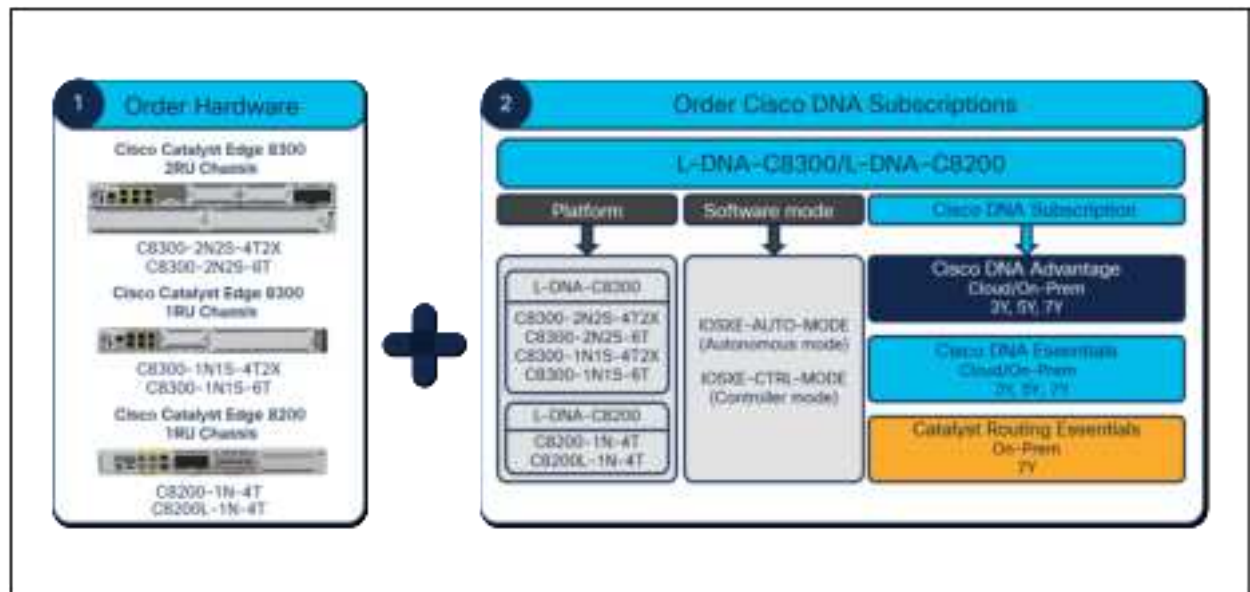 1
Order Hardware
Cisco Catalyst Edge 8300
2RU Chassis
C8300-2N2S-4T2X
C8300-2N2S-6T
Cisco Catalyst Edge 8300
1RU Chassis
C8300-1N1S-4T2X
C8300-1N1S-6T
Cisco Catalyst Edge 8200
1RU Chassis
C8200-1N-4T
C8200L-1N-4T
2
Order Cisco DNA Subscriptions
L-DNA-C8300/L-DNA-C8200
Platform
L-DNA-C8300
C8300-2N2S-4T2X
C8300-2N2S-6T
C8300-1N1S-4T2X
C8300-1N1S-6T
L-DNA-C8200
C8200-1N-4T
C8200L-1N-4T
Software mode
IOSXE-AUTO-MODE
(Autonomous mode)
IOSXE-CTRL-MODE
(Controller mode)
Cisco DNA Subscription
Cisco DNA Advantage
Cloud/On-Prem
3Y, 5Y, 7Y
Cisco DNA Essentials
Cloud/On-Prem
3Y, 5Y, 7Y
Catalyst Routing Essentials
On-Prem
7Y